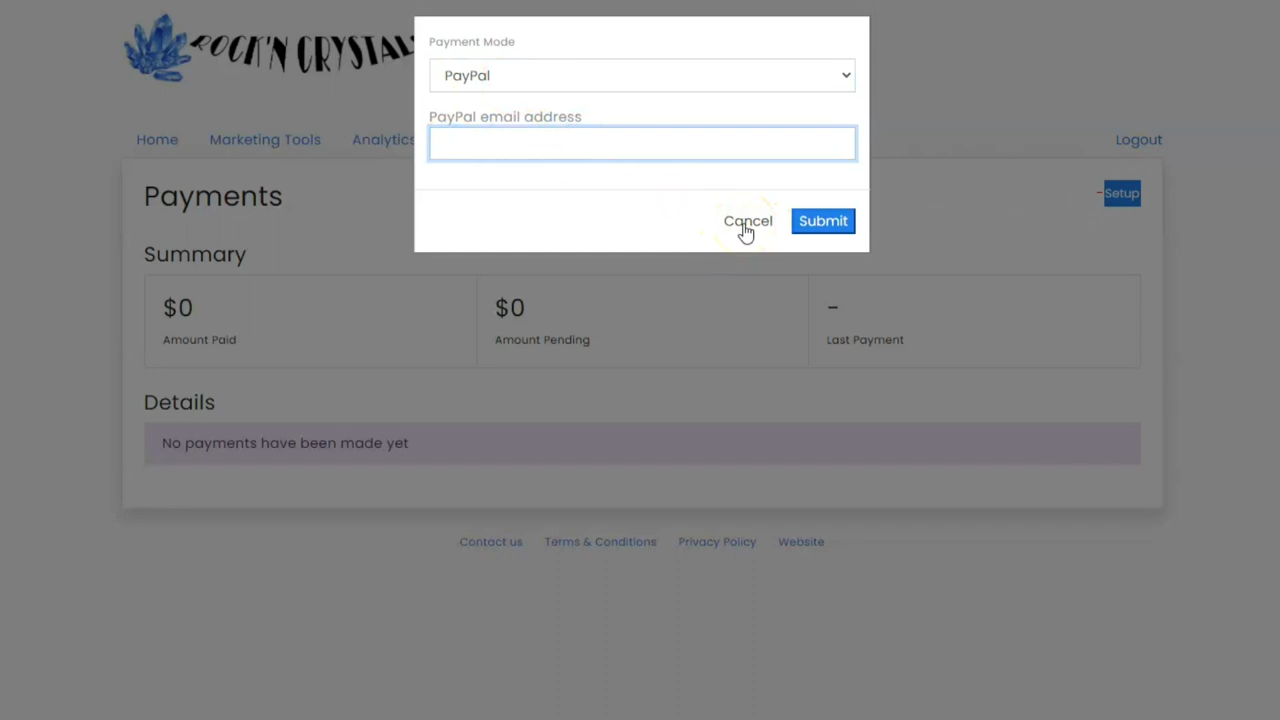 ROCK'N CRYSTAL
Payment Mode
PayPal
PayPal email address
Cancel
Submit
Home
Marketing Tools
Analytics
Logout
Payments
-Setup
Summary
$0
Amount Paid
$0
Amount Pending
-
Last Payment
Details
No payments have been made yet
Contact us
Terms & Conditions
Privacy Policy
Website